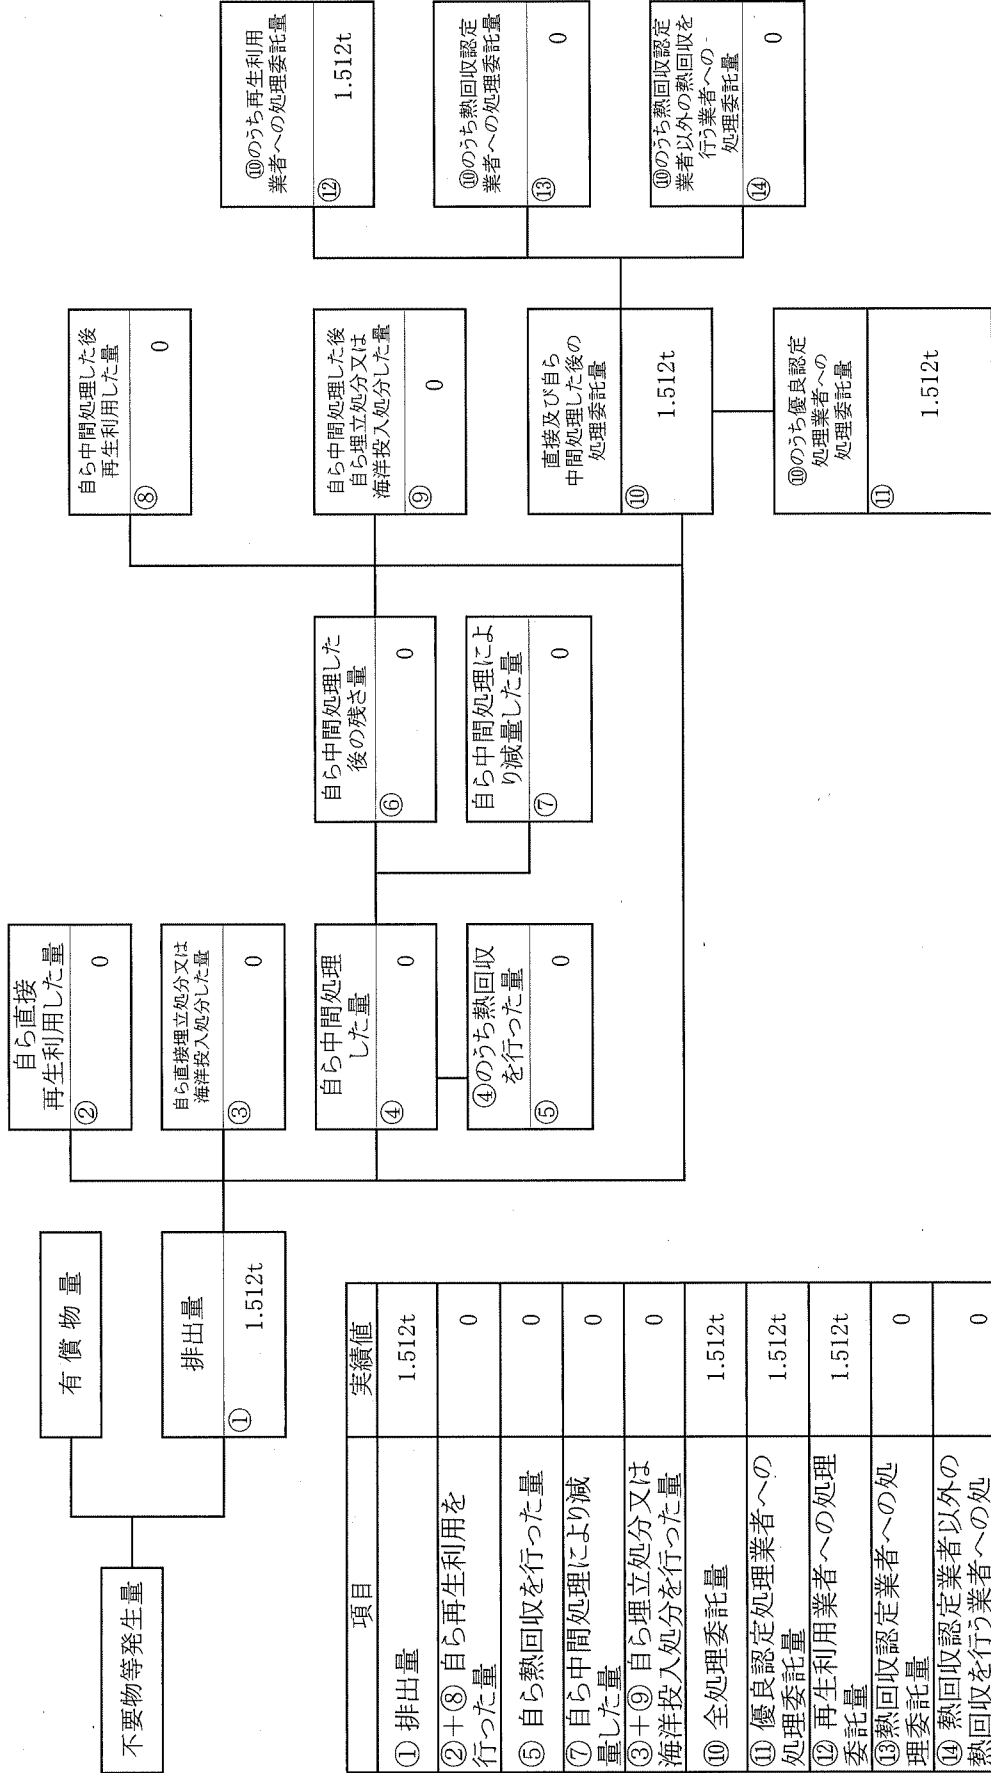 不要物等発生量
有償物量
排出量
①
1.512t
自ら直接
再生利用した量
②
0
自ら直接埋立処分又は
海洋投入処分した量
③
0
自ら中間処理
した量
④
0
④のうち熱回収
を行った量
⑤
0
自ら中間処理した
後の残さ量
⑥
0
自ら中間処理によ
り減量した量
⑦
0
自ら中間処理した後
再生利用した量
⑧
0
自ら中間処理した後
自ら埋立処分又は
海洋投入処分した量
⑨
0
直接及び自ら
中間処理した後の
処理委託量
⑩
1.512t
⑩のうち優良認定
処理業者への
処理委託量
⑪
1.512t
⑩のうち再生利用
業者への処理委託量
⑫
1.512t
⑩のうち熱回収認定
業者への処理委託量
⑬
0
⑩のうち熱回収認定
業者以外の熱回収を
行う業者への
処理委託量
⑭
0
項目 実績値
①排出量 1.512t
②+⑧ 自ら再生利用を
行った量 0
⑤ 自ら熱回収を行った量 0
⑦ 自ら中間処理により減
量した量 0
③+⑨ 自ら埋立処分又は
海洋投入処分を行った量 0
⑩ 全処理委託量 1.512t
⑪ 優良認定処理業者への
処理委託量 1.512t
⑫ 再生利用業者への処理
委託量 1.512t
⑬熱回収認定業者への処
理委託量 0
⑭ 熱回収認定業者以外の
熱回収を行う業者への処 0